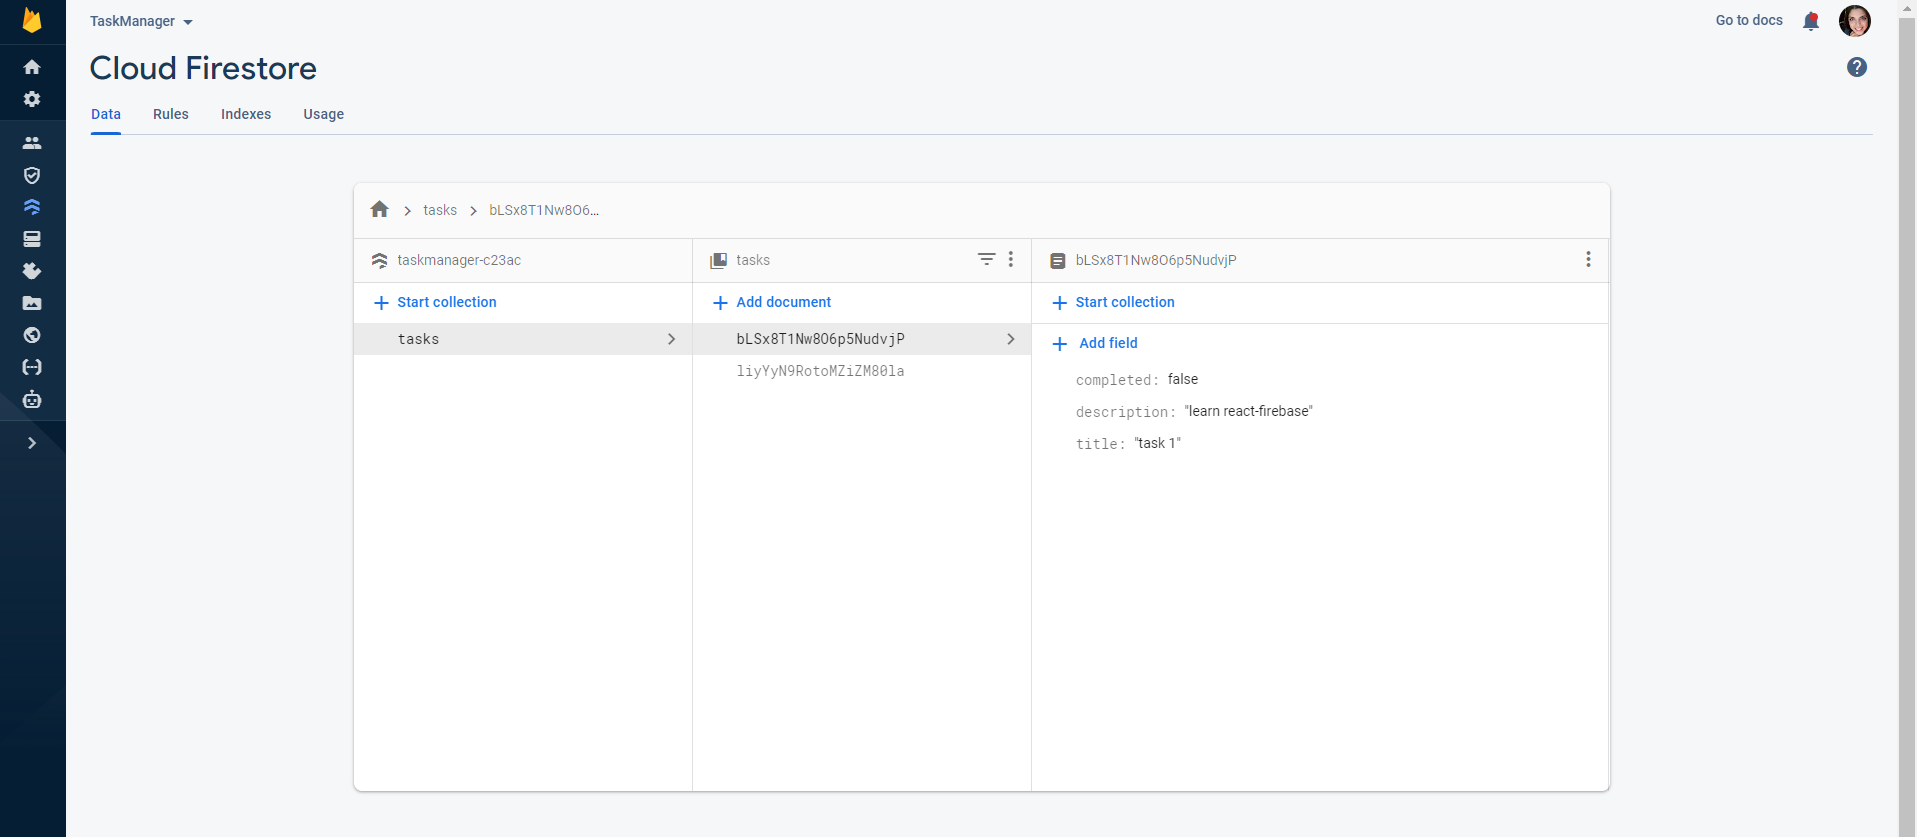 TaskManager
Go to docs
Cloud Firestore
Data Rules Indexes Usage
tasks bLSx8T1Nw8O6...
taskmanager-c23ac
tasks
bLSx8T1Nw8O6p5NudvjP
Start collection
Add document
Start collection
tasks
bLSx8T1Nw8O6p5NudvjP
liyYyN9RotoMZiZM80la
Add field
completed: false
description: "learn react-firebase"
title: "task 1"